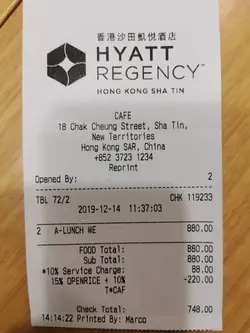 香港沙田凱悅酒店
HYATT
REGENCY™
HONG KONG SHA TIN
CAFE
18 Chak Cheung Street, Sha Tin,
New Territories
Hong Kong SAR, China
+852 3723 1234
Reprint
Opened By: 2
TBL 72/2 CHK 119233
2019-12-14 11:37:03
2 A-LUNCH WE 880.00
FOOD Total: 880.00
Sub Total: 880.00
*10% Service Charge: 88.00
15% OPENRICE + 10% = -220.00
T*CAF
Check Total: 748.00
14:14:22 Printed By: Marco